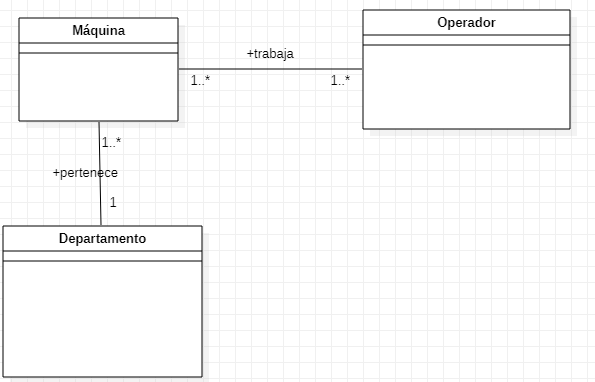 Máquina
Operador
+trabaja
1..*
1..*
1..*
+pertenece
1
Departamento